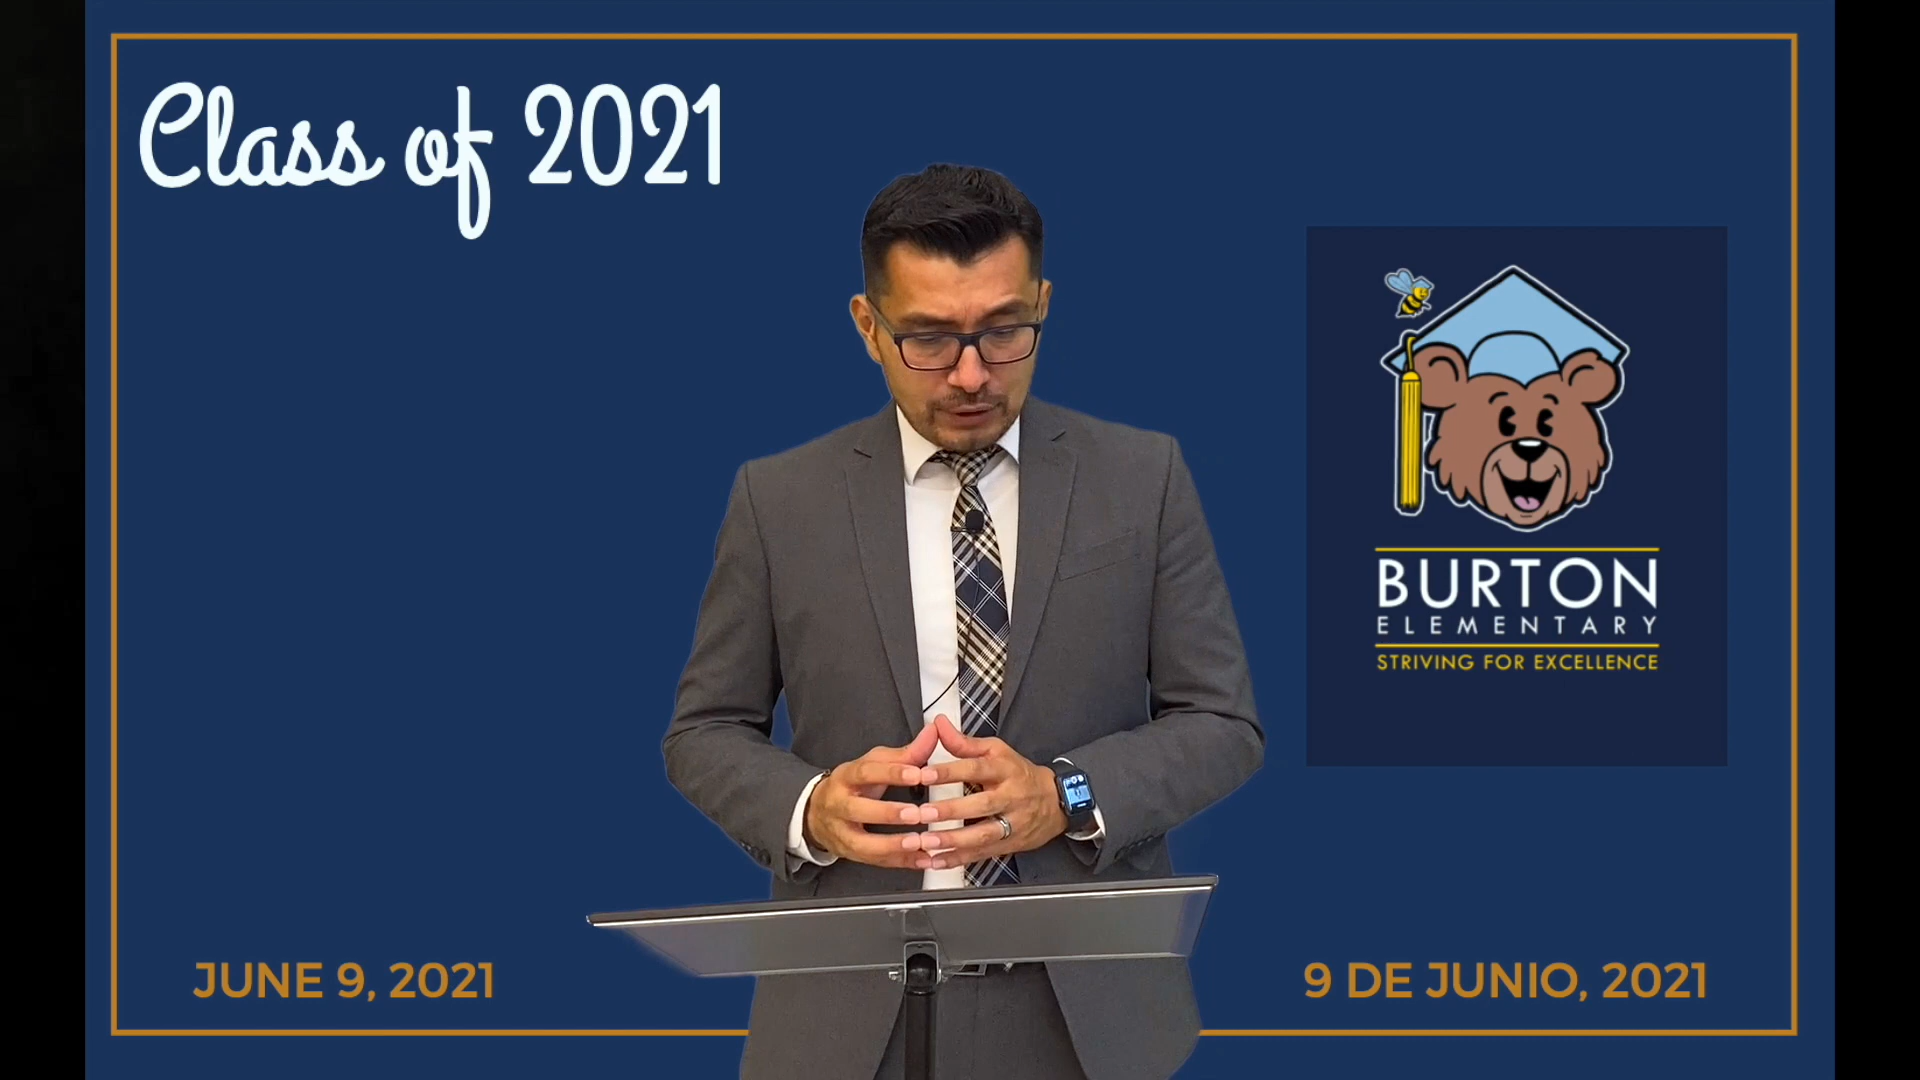 Class of 2021
BURTON
ELEMENTARY
STRIVING FOR EXCELLENCE
JUNE 9, 2021
9 DE JUNIO, 2021